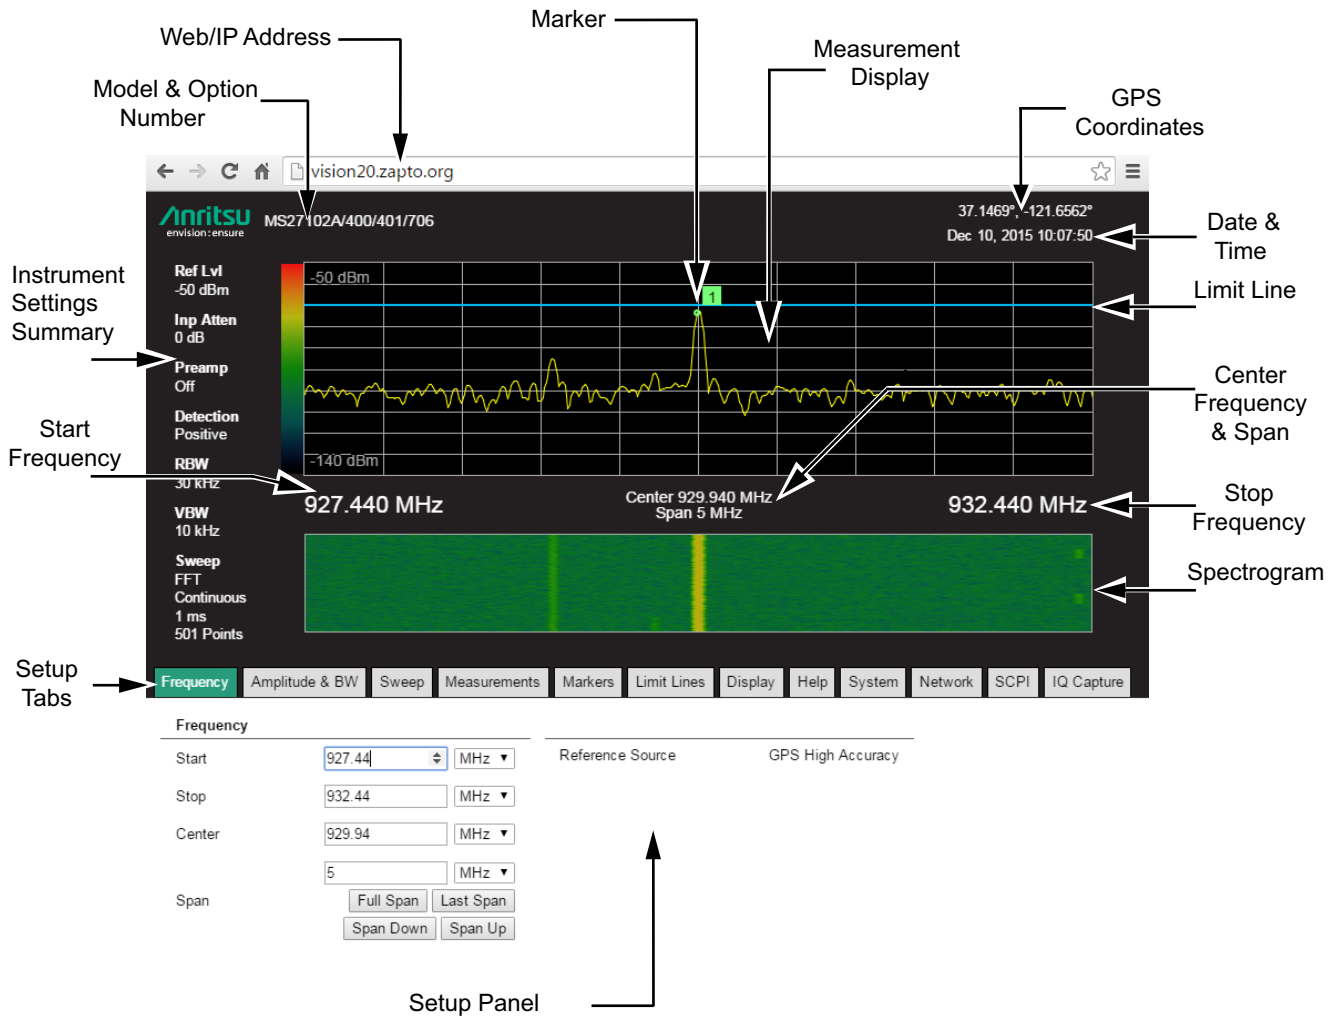 Marker
Web/IP Address
Measurement
Display
Model & Option
Number
GPS
Coordinates
vision20.zapto.org
Anritsu
envision : ensure
MS27102A/400/401/706
37.1469°, -121.6562°
Dec 10, 2015 10:07:50
Date &
Time
Instrument
Settings
Summary
Ref Lvl
-50 dBm
-50 dBm
1
Limit Line
Inp Atten
0 dB
Preamp
Off
Center
Frequency
& Span
Detection
Positive
Start
Frequency
RBW
30 kHz
-140 dBm
927.440 MHz
Center 929.940 MHz
Span 5 MHz
932.440 MHz
Stop
Frequency
VBW
10 kHz
Sweep
FFT
Continuous
1 ms
501 Points
Spectrogram
Setup
Tabs
Frequency Amplitude & BW Sweep Measurements Markers Limit Lines Display Help System Network SCPI IQ Capture
Frequency
Start 927.44 MHz Reference Source GPS High Accuracy
Stop 932.44 MHz
Center 929.94 MHz
5 MHz
Span Full Span Last Span
Span Down Span Up
Setup Panel